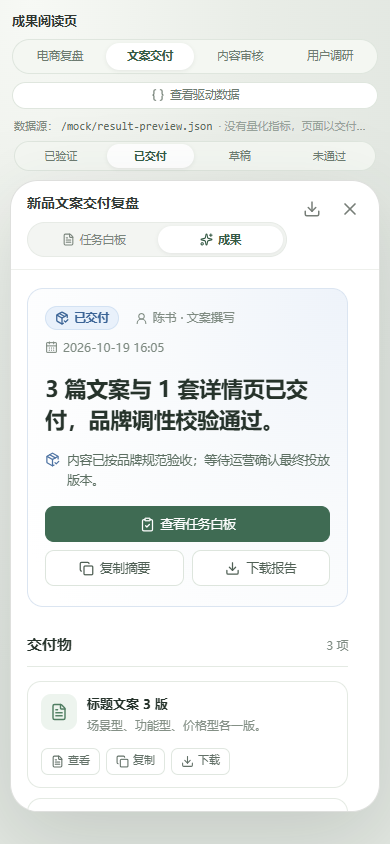 成果阅读页
电商复盘 文案交付 内容审核 用户调研
{ } 查看驱动数据
数据源: /mock/result-preview.json · 没有量化指标，页面以交付…
已验证 已交付 草稿 未通过
新品文案交付复盘
任务白板 成果
已交付 陈书 · 文案撰写
2026-10-19 16:05
3 篇文案与 1 套详情页已交
付，品牌调性校验通过。
内容已按品牌规范验收；等待运营确认最终投放
版本。
查看任务白板
复制摘要 下载报告
交付物 3 项
标题文案 3 版
场景型、功能型、价格型各一版。
查看 复制 下载